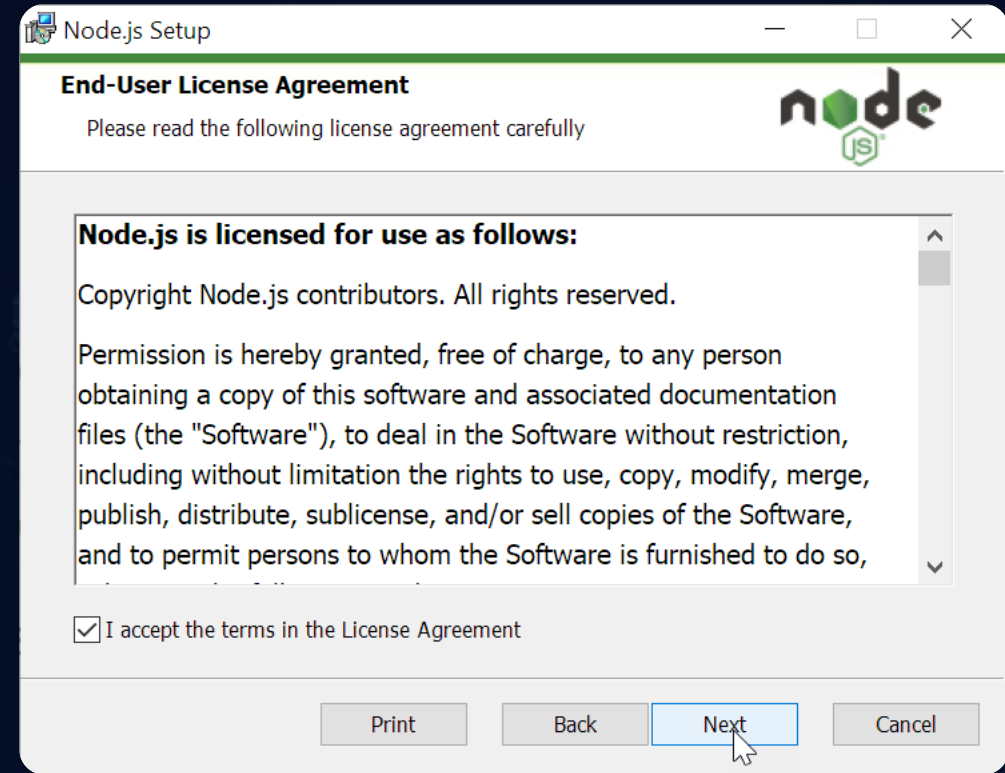 Node.js Setup
End-User License Agreement
Please read the following license agreement carefully
node
JS
Node.js is licensed for use as follows:
Copyright Node.js contributors. All rights reserved.
Permission is hereby granted, free of charge, to any person
obtaining a copy of this software and associated documentation
files (the "Software"), to deal in the Software without restriction,
including without limitation the rights to use, copy, modify, merge,
publish, distribute, sublicense, and/or sell copies of the Software,
and to permit persons to whom the Software is furnished to do so,
I accept the terms in the License Agreement
Print Back Next Cancel